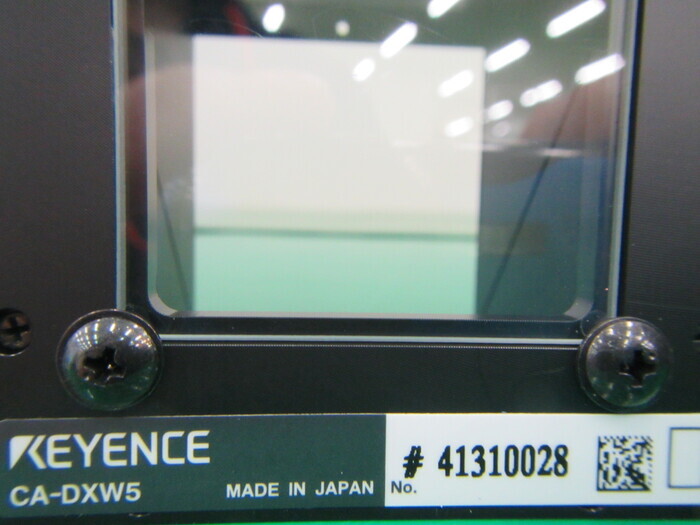 KEYENCE
CA-DXW5
MADE IN JAPAN
No. # 41310028